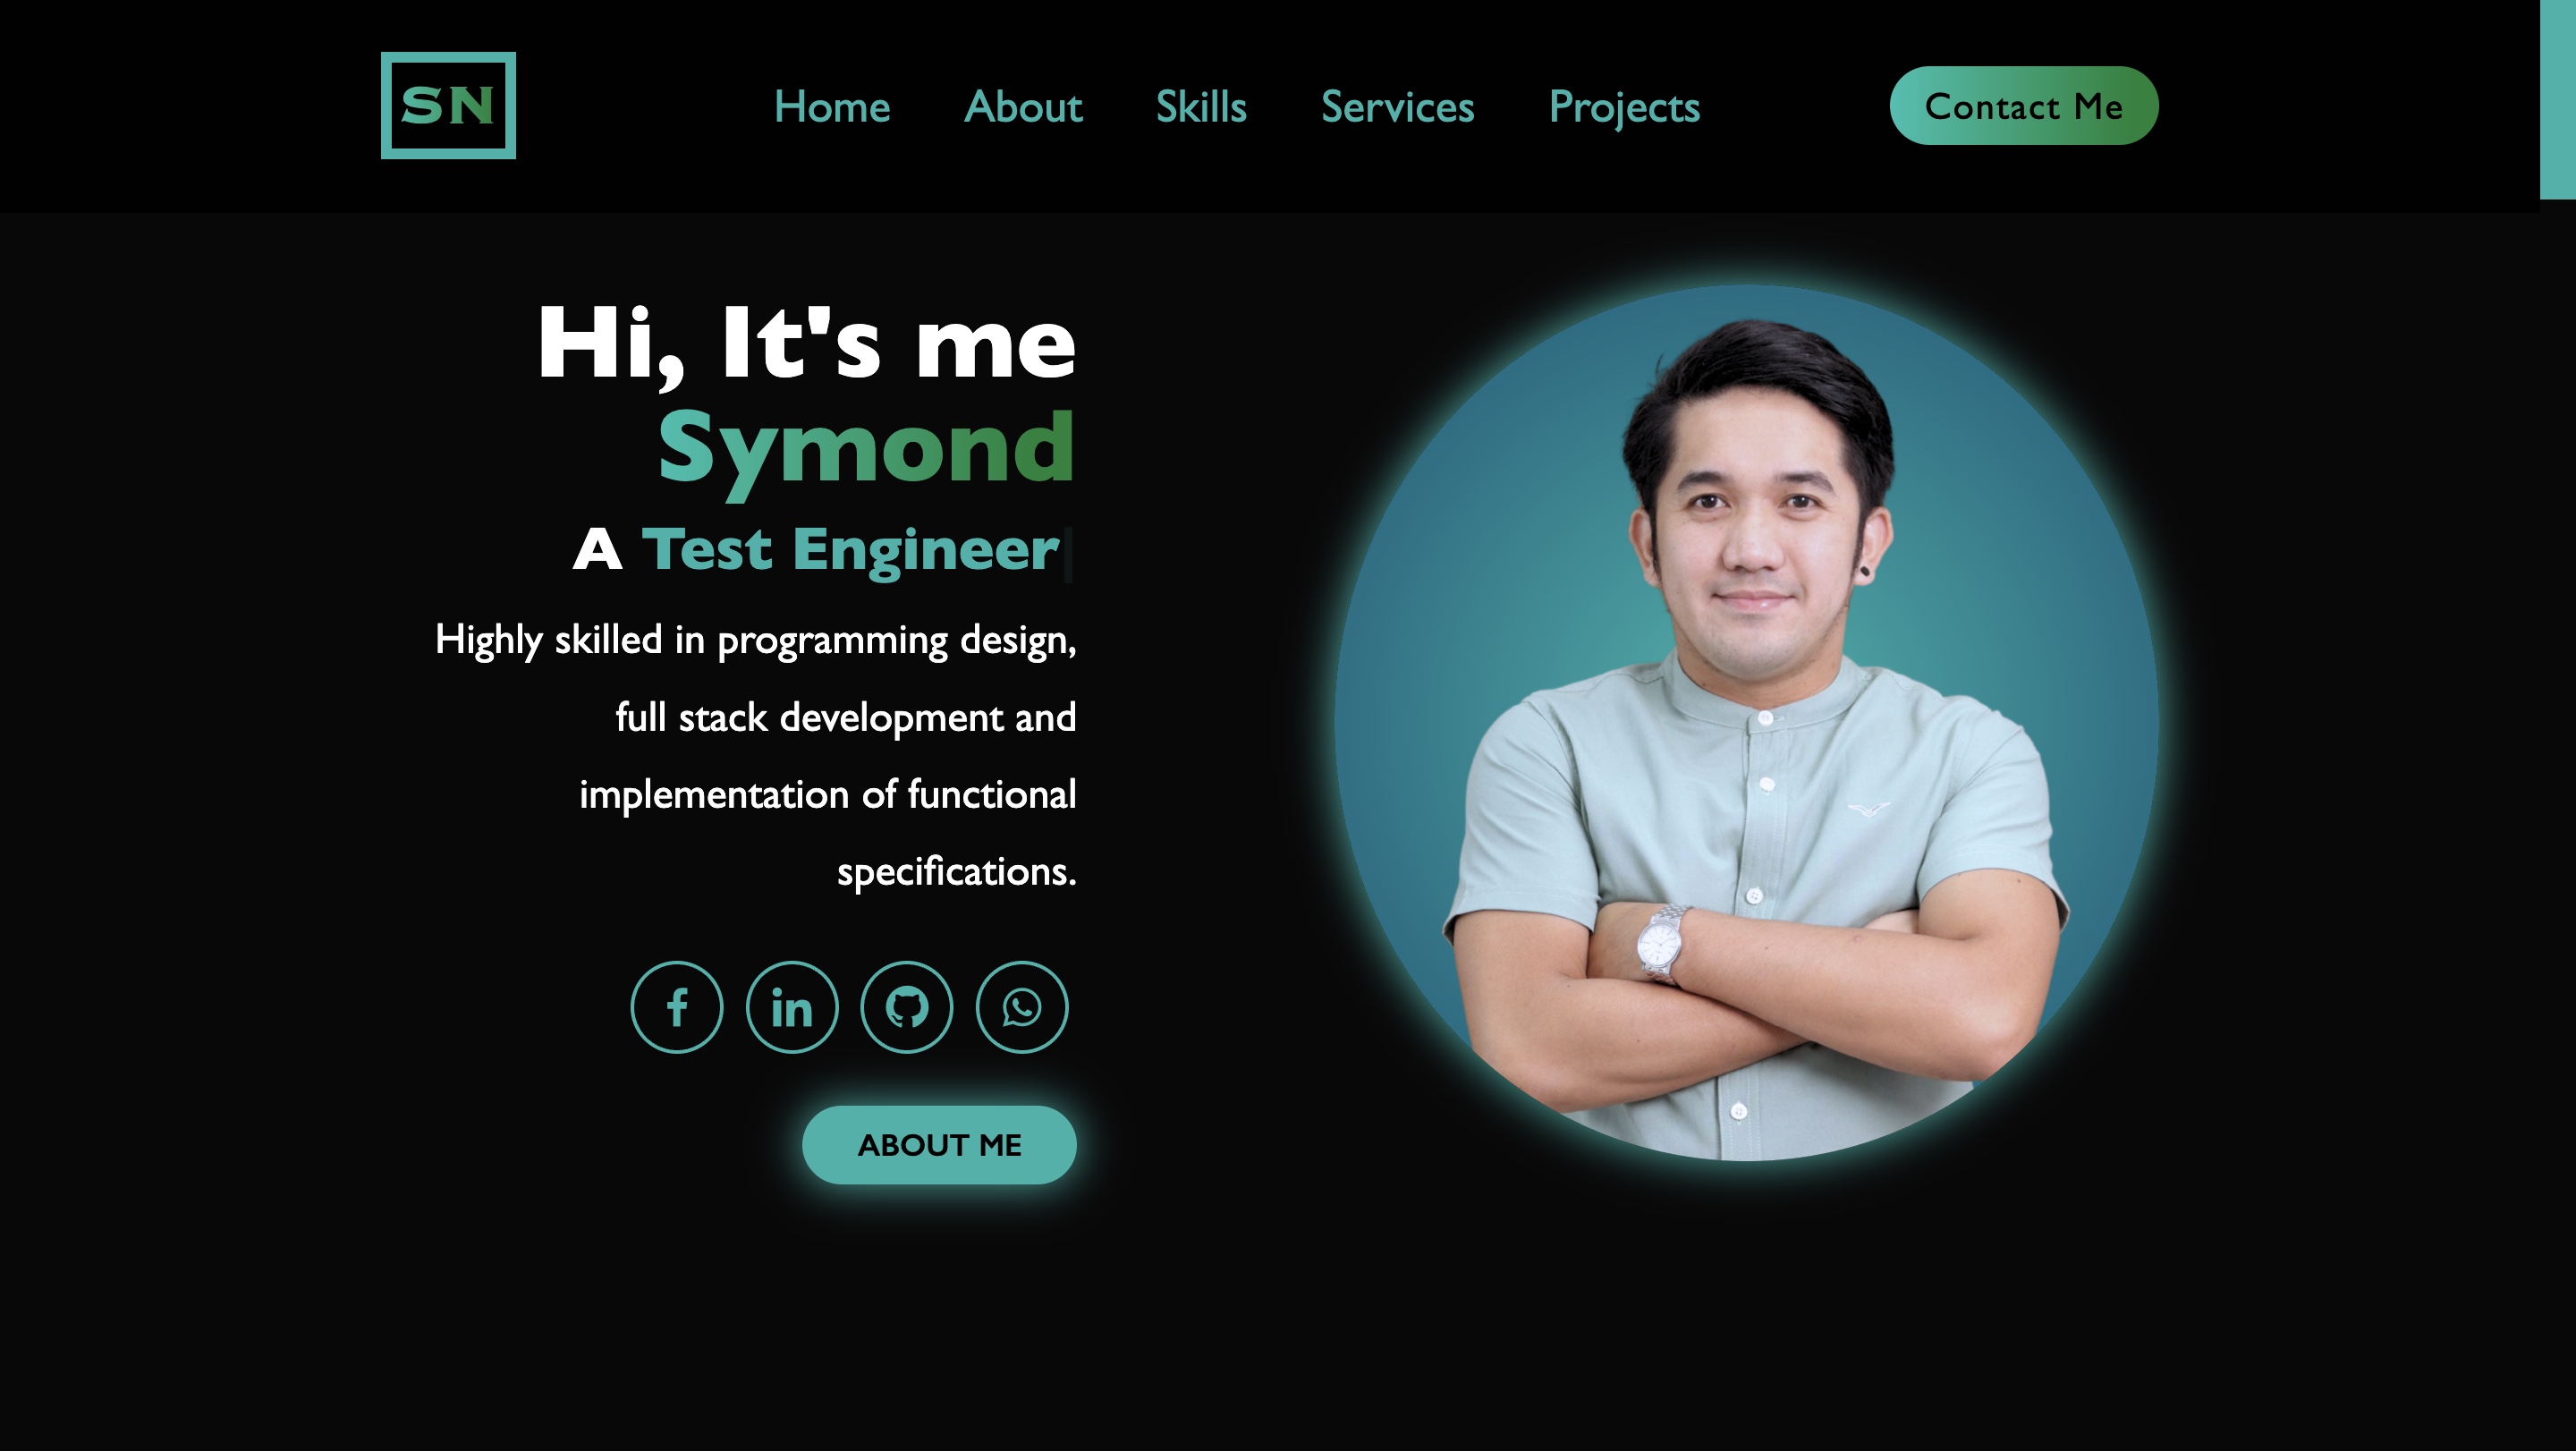 SN
Home About Skills Services Projects
Contact Me
Hi, It's me
Symond
A Test Engineer
Highly skilled in programming design,
full stack development and
implementation of functional
specifications.
ABOUT ME